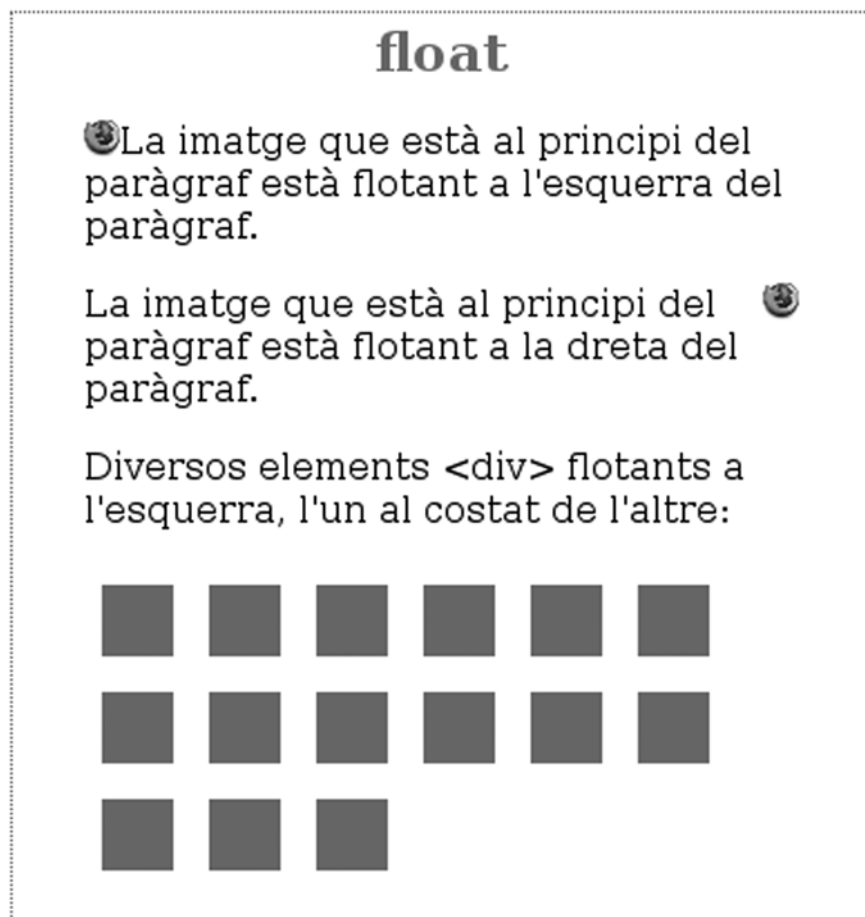 float
La imatge que està al principi del
paràgraf està flotant a l'esquerra del
paràgraf.
La imatge que està al principi del
paràgraf està flotant a la dreta del
paràgraf.
Diversos elements <div> flotants a
l'esquerra, l'un al costat de l'altre: